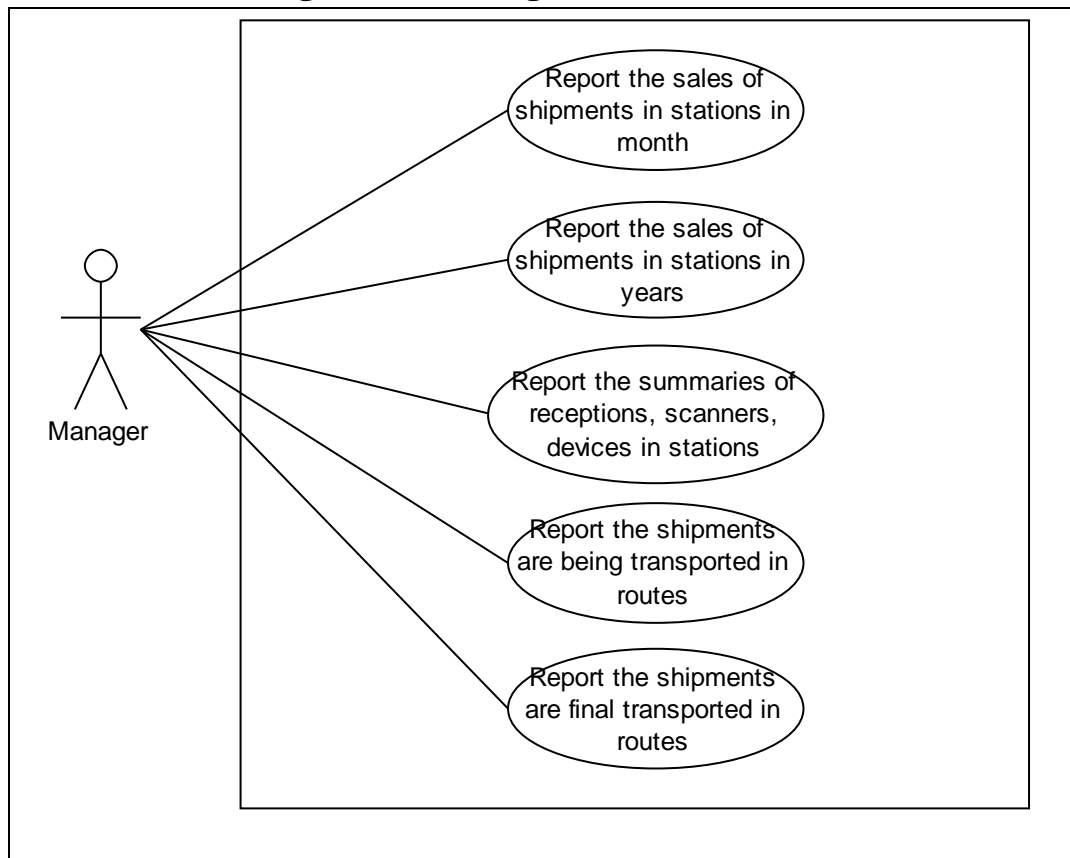 Report the sales of
shipments in stations in
month
Report the sales of
shipments in stations in
years
Report the summaries of
receptions, scanners,
devices in stations
Manager
Report the shipments
are being transported in
routes
Report the shipments
are final transported in
routes